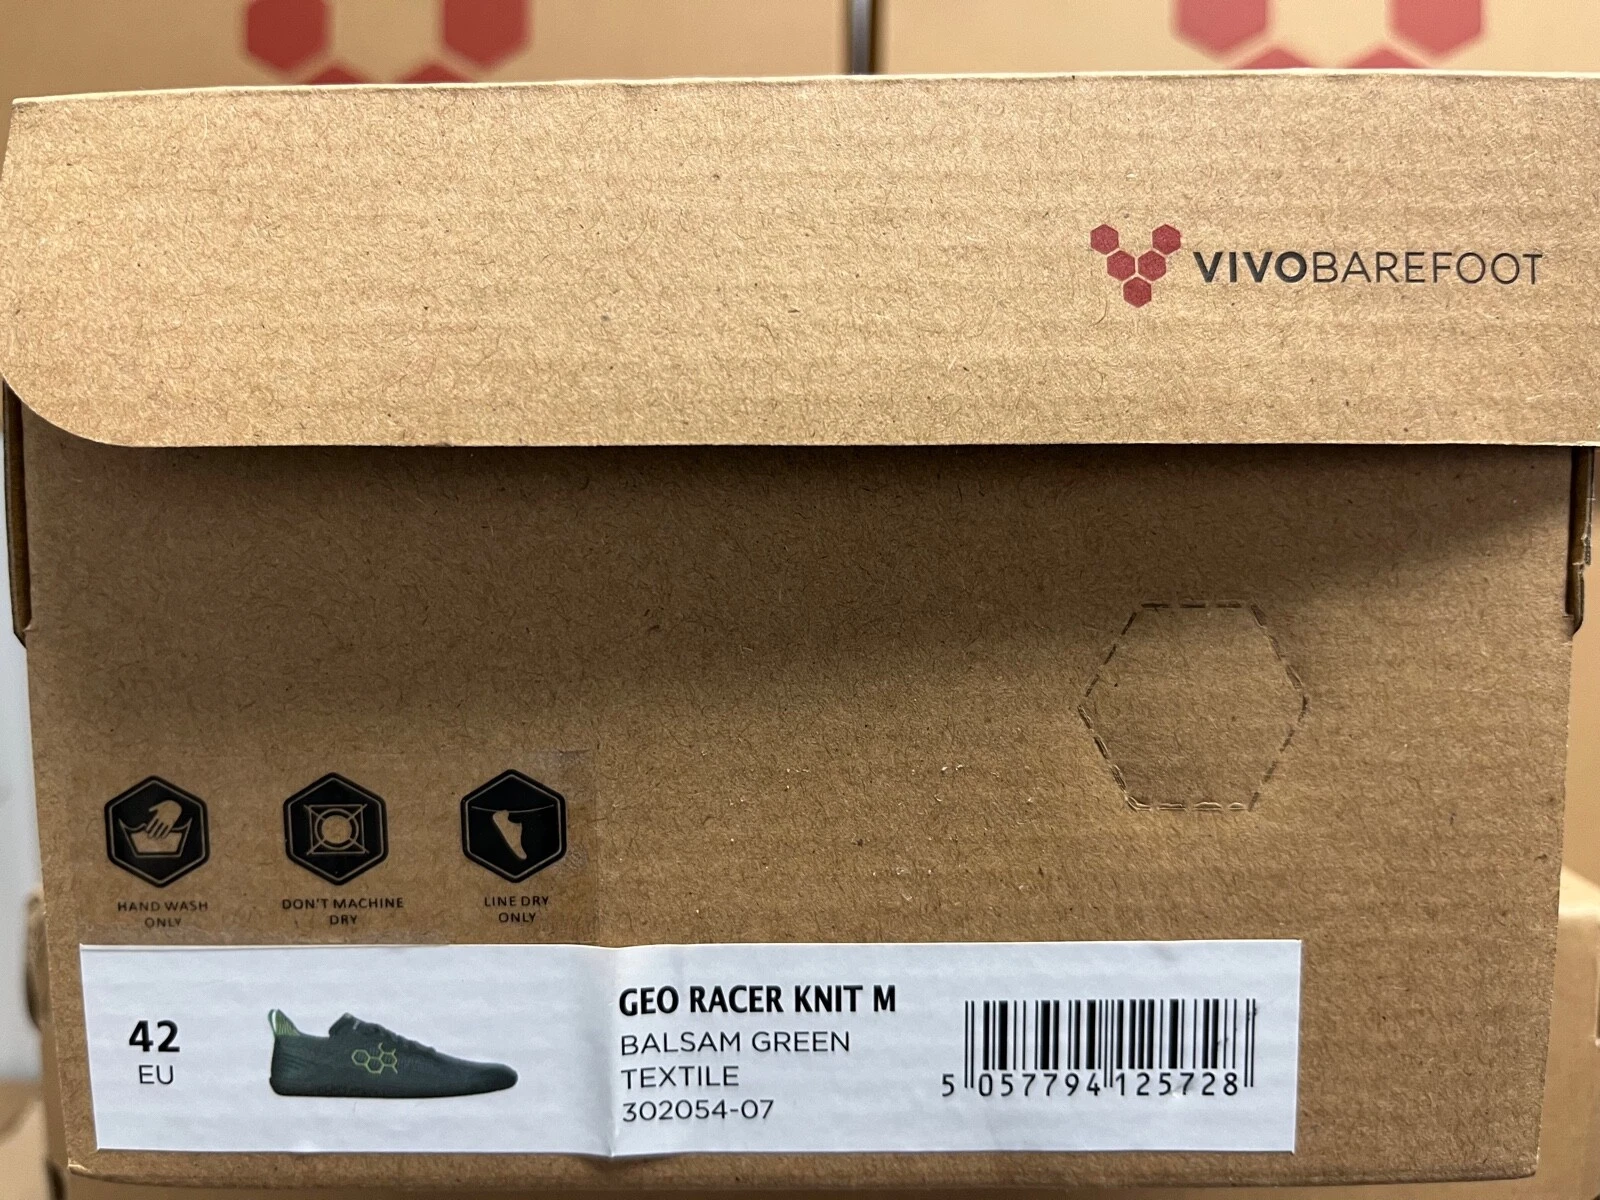 VIVOBAREFOOT
HAND WASH
ONLY
DON'T MACHINE
DRY
LINE DRY
ONLY
42
EU
GEO RACER KNIT M
BALSAM GREEN
TEXTILE
302054-07
5 057794 125728